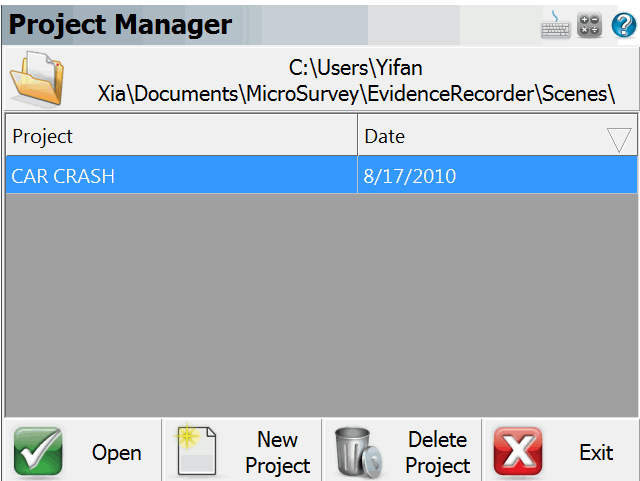 Project Manager
C:\Users\Yifan
Xia\Documents\MicroSurvey\EvidenceRecorder\Scenes\
Project Date
CAR CRASH 8/17/2010
Open
New
Project
Delete
Project
Exit